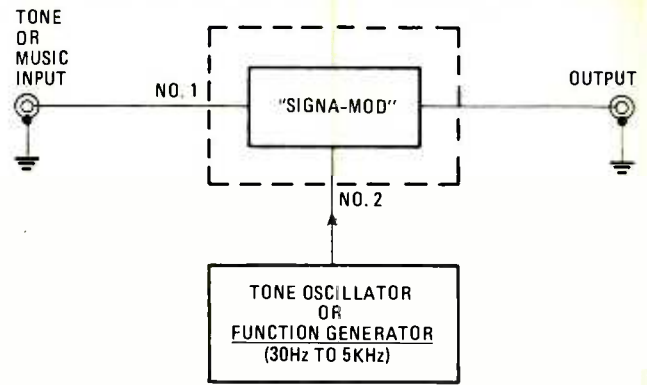 TONE
OR
MUSIC
INPUT
NO. 1
"SIGNA-MOD"
OUTPUT
NO. 2
TONE OSCILLATOR
OR
FUNCTION GENERATOR
(30Hz TO 5KHz)